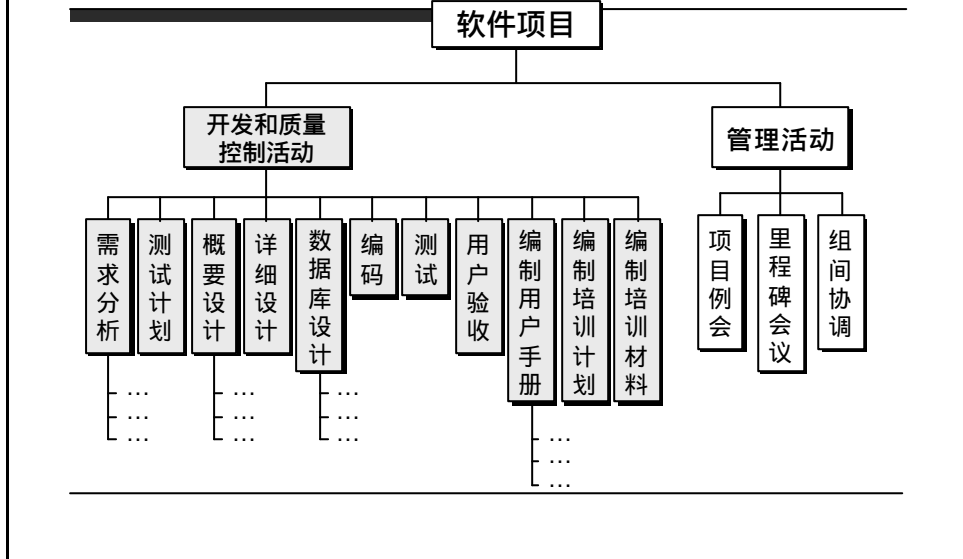 软件项目
开发和质量
控制活动
管理活动
需求分析
测试计划
概要设计
详细设计
数据库设计
编码
测试
用户验收
编制用户手册
编制培训计划
编制培训材料
项目例会
里程碑会议
组间协调
…
…
…
…
…
…
…
…
…
…
…
…